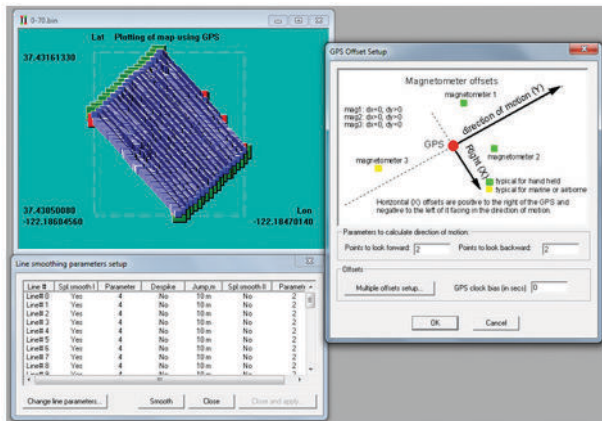 0-70.bin
Lat Plotting of map using GPS
37.43161330
37.43050080
Lon
-122.18604560
-122.18470140
Line smoothing parameters setup
Line # Spl.smooth I Parameter Despike Jump,m Spl.smooth II Paramet
Line# 0 Yes 4 No 10 m No 2
Line# 1 Yes 4 No 10 m No 2
Line# 2 Yes 4 No 10 m No 2
Line# 3 Yes 4 No 10 m No 2
Line# 4 Yes 4 No 10 m No 2
Line# 5 Yes 4 No 10 m No 2
Line# 6 Yes 4 No 10 m No 2
Line# 7 Yes 4 No 10 m No 2
Line# 8 Yes 4 No 10 m No 2
Line# 9 Yes 4 No 10 m No 2
Change line parameters...
Smooth
Close
Close and apply...
GPS Offset Setup
Magnetometer offsets
magnetometer 1
mag1: dx=0, dy>0
mag2: dx>0, dy>0
mag3: dx=0, dy=0
direction of motion (Y)
GPS
Right (X)
magnetometer 2
magnetometer 3
typical for hand held
typical for marine or airborne
Horizontal (X) offsets are positive to the right of the GPS and
negative to the left of it facing in the direction of motion.
Parameters to calculate direction of motion.
Points to look forward: 2
Points to look backward: 2
Offsets
Multiple offsets setup...
GPS clock bias (in secs) 0
OK
Cancel